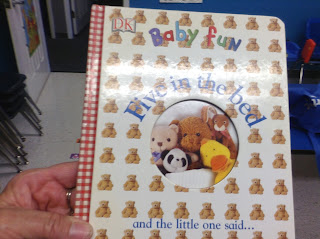 DK
Baby fun
Five in the bed
and the little one said...